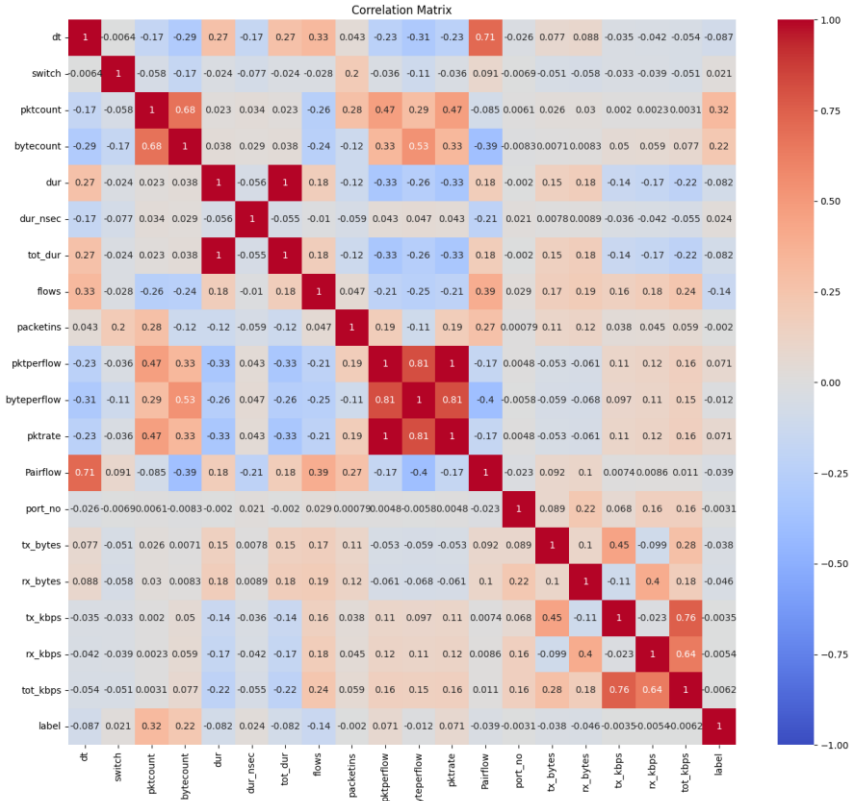 Correlation Matrix
dt 1 -0.0064 -0.17 -0.29 0.27 -0.17 0.27 0.33 0.043 -0.23 -0.31 -0.23 0.71 -0.026 0.077 0.088 -0.035 -0.042 -0.054 -0.087
switch -0.0064 1 -0.058 -0.17 -0.024 -0.077 -0.024 -0.028 0.2 -0.036 -0.11 -0.036 0.091 -0.0069 -0.051 -0.058 -0.033 -0.039 -0.051 0.021
pktcount -0.17 -0.058 1 0.68 0.023 0.034 0.023 -0.26 0.28 0.47 0.29 0.47 -0.085 0.0061 0.026 0.03 0.002 0.0023 0.0031 0.32
bytecount -0.29 -0.17 0.68 1 0.038 0.029 0.038 -0.24 -0.12 0.33 0.53 0.33 -0.39 -0.0083 0.0071 0.0083 0.05 0.059 0.077 0.22
dur 0.27 -0.024 0.023 0.038 1 -0.056 1 0.18 -0.12 -0.33 -0.26 -0.33 0.18 -0.002 0.15 0.18 -0.14 -0.17 -0.22 -0.082
dur_nsec -0.17 -0.077 0.034 0.029 -0.056 1 -0.055 -0.01 -0.059 0.043 0.047 0.043 -0.21 0.021 0.0078 0.0089 -0.036 -0.042 -0.055 0.024
tot_dur 0.27 -0.024 0.023 0.038 1 -0.055 1 0.18 -0.12 -0.33 -0.26 -0.33 0.18 -0.002 0.15 0.18 -0.14 -0.17 -0.22 -0.082
flows 0.33 -0.028 -0.26 -0.24 0.18 -0.01 0.18 1 0.047 -0.21 -0.25 -0.21 0.39 0.029 0.17 0.19 0.16 0.18 0.24 -0.14
packetins 0.043 0.2 0.28 -0.12 -0.12 -0.059 -0.12 0.047 1 0.19 -0.11 0.19 0.27 0.00079 0.11 0.12 0.038 0.045 0.059 -0.002
pktperflow -0.23 -0.036 0.47 0.33 -0.33 0.043 -0.33 -0.21 0.19 1 0.81 1 -0.17 0.0048 -0.053 -0.061 0.11 0.12 0.16 0.071
byteperflow -0.31 -0.11 0.29 0.53 -0.26 0.047 -0.26 -0.25 -0.11 0.81 1 0.81 -0.4 -0.0058 -0.059 -0.068 0.097 0.11 0.15 -0.012
pktrate -0.23 -0.036 0.47 0.33 -0.33 0.043 -0.33 -0.21 0.19 1 0.81 1 -0.17 0.0048 -0.053 -0.061 0.11 0.12 0.16 0.071
Pairflow 0.71 0.091 -0.085 -0.39 0.18 -0.21 0.18 0.39 0.27 -0.17 -0.4 -0.17 1 -0.023 0.092 0.1 0.0074 0.0086 0.011 -0.039
port_no -0.026 -0.0069 0.0061 -0.0083 -0.002 0.021 -0.002 0.029 0.00079 0.0048 -0.0058 0.0048 -0.023 1 0.089 0.22 0.068 0.16 0.16 -0.0031
tx_bytes 0.077 -0.051 0.026 0.0071 0.15 0.0078 0.15 0.17 0.11 -0.053 -0.059 -0.053 0.092 0.089 1 0.1 0.45 -0.099 0.28 -0.038
rx_bytes 0.088 -0.058 0.03 0.0083 0.18 0.0089 0.18 0.19 0.12 -0.061 -0.068 -0.061 0.1 0.22 0.1 1 -0.11 0.4 0.18 -0.046
tx_kbps -0.035 -0.033 0.002 0.05 -0.14 -0.036 -0.14 0.16 0.038 0.11 0.097 0.11 0.0074 0.068 0.45 -0.11 1 -0.023 0.76 -0.0035
rx_kbps -0.042 -0.039 0.0023 0.059 -0.17 -0.042 -0.17 0.18 0.045 0.12 0.11 0.12 0.0086 0.16 -0.099 0.4 -0.023 1 0.64 -0.0054
tot_kbps -0.054 -0.051 0.0031 0.077 -0.22 -0.055 -0.22 0.24 0.059 0.16 0.15 0.16 0.011 0.16 0.28 0.18 0.76 0.64 1 -0.0062
label -0.087 0.021 0.32 0.22 -0.082 0.024 -0.082 -0.14 -0.002 0.071 -0.012 0.071 -0.039 -0.0031 -0.038 -0.046 -0.0035 -0.0054 -0.0062 1
dt switch pktcount bytecount dur dur_nsec tot_dur flows packetins pktperflow yteperflow pktrate Pairflow port_no tx_bytes rx_bytes tx_kbps rx_kbps tot_kbps label
1.00
0.75
0.50
0.25
0.00
−0.25
−0.50
−0.75
−1.00